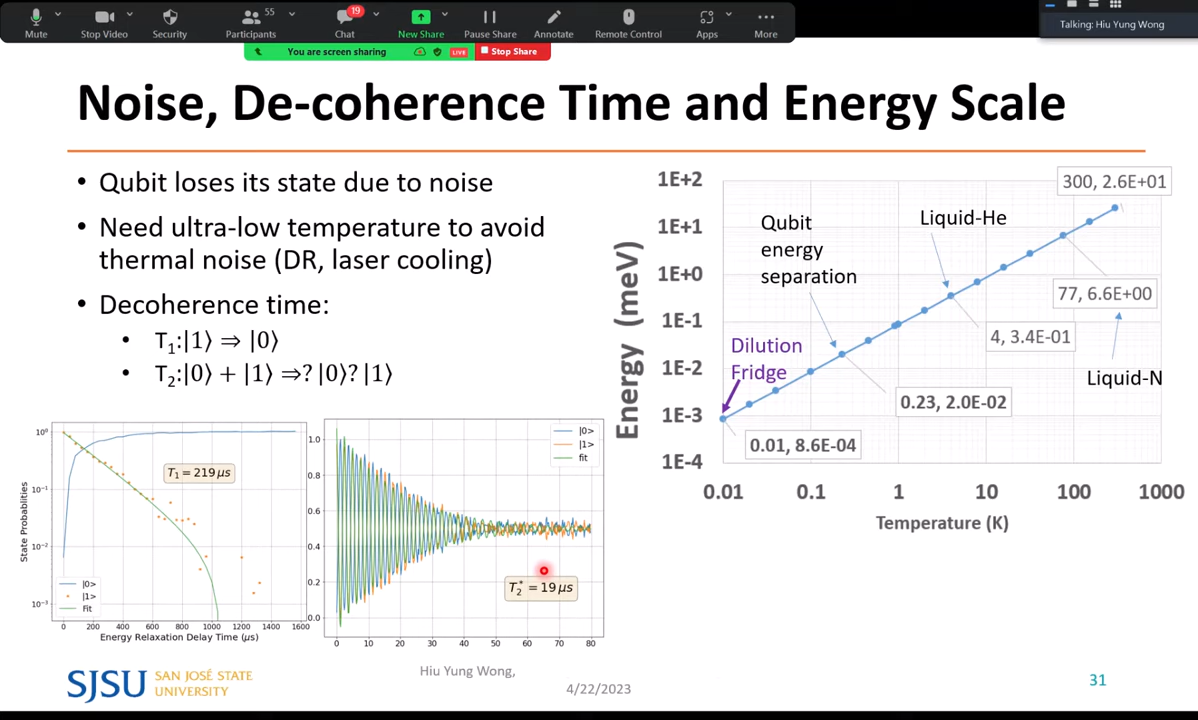 Mute
Stop Video
Security
55
Participants
19
Chat
New Share
Pause Share
Annotate
Remote Control
Apps
More
Talking: Hiu Yung Wong
You are screen sharing
LIVE
Stop Share
Noise, De-coherence Time and Energy Scale
• Qubit loses its state due to noise
• Need ultra-low temperature to avoid
thermal noise (DR, laser cooling)
• Decoherence time:
• T₁:|1⟩ ⇒ |0⟩
• T₂:|0⟩ + |1⟩ ⇒? |0⟩? |1⟩
Energy (meV)
1E+2
1E+1
1E+0
1E-1
1E-2
1E-3
1E-4
0.01
0.1
1
10
100
1000
Temperature (K)
300, 2.6E+01
Qubit
energy
separation
Liquid-He
77, 6.6E+00
4, 3.4E-01
Liquid-N
Dilution
Fridge
0.23, 2.0E-02
0.01, 8.6E-04
State Probablities
10⁰
10⁻¹
10⁻²
10⁻³
T₁ = 219 μs
|0>
|1>
Fit
0 200 400 600 800 1000 1200 1400 1600
Energy Relaxation Delay Time (μs)
1.0
0.8
0.6
0.4
0.2
0.0
|0>
|1>
fit
T₂* = 19 μs
0 10 20 30 40 50 60 70 80
SJSU SAN JOSÉ STATE
UNIVERSITY
Hiu Yung Wong,
4/22/2023
31